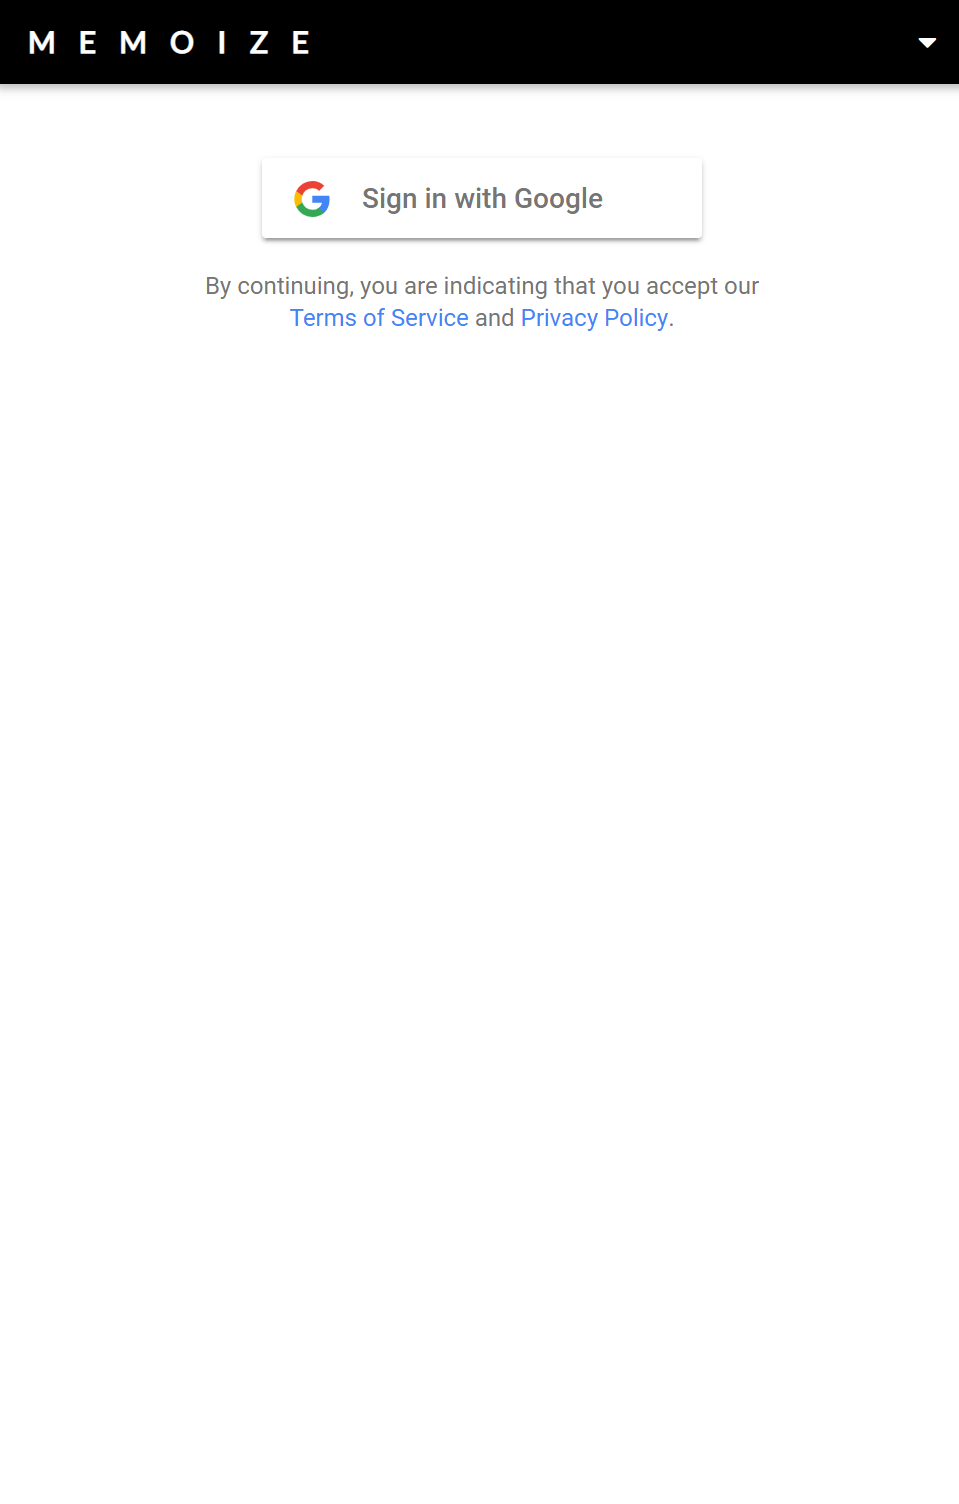 MEMOIZE
Sign in with Google
By continuing, you are indicating that you accept our
Terms of Service and Privacy Policy.